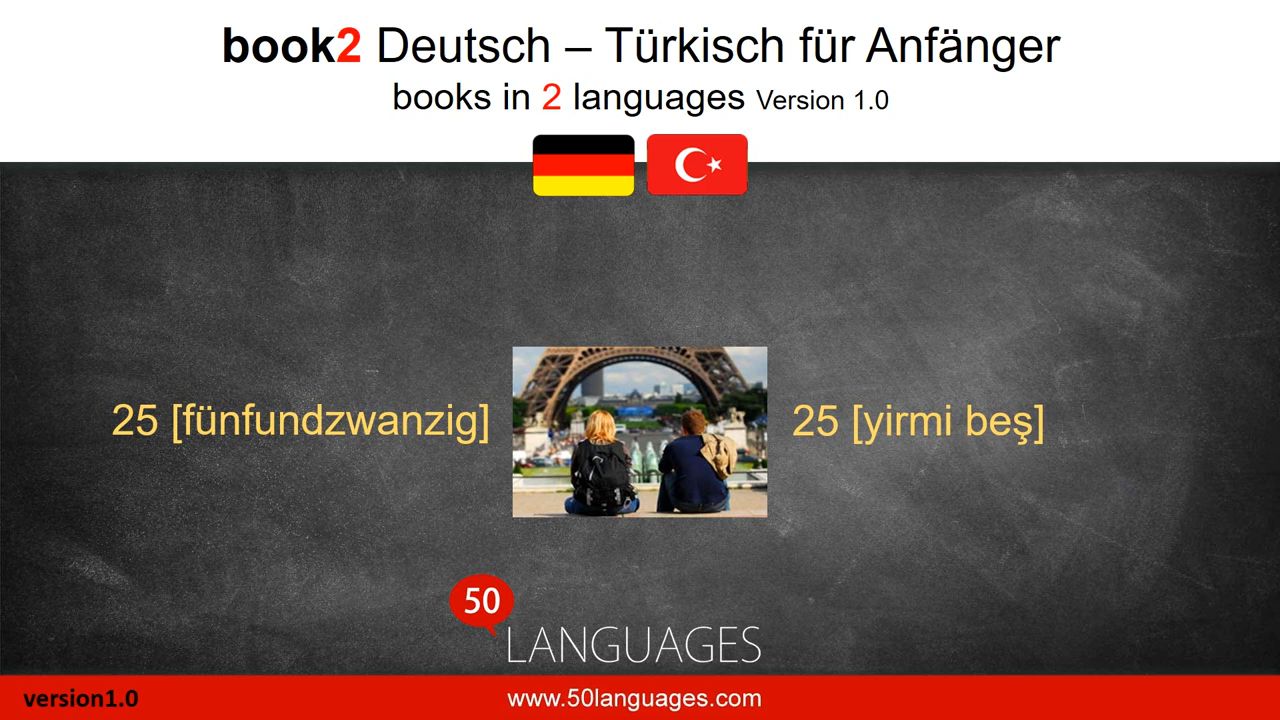 book2 Deutsch – Türkisch für Anfänger
books in 2 languages Version 1.0
25 [fünfundzwanzig]
25 [yirmi beş]
50
LANGUAGES
version1.0
www.50languages.com